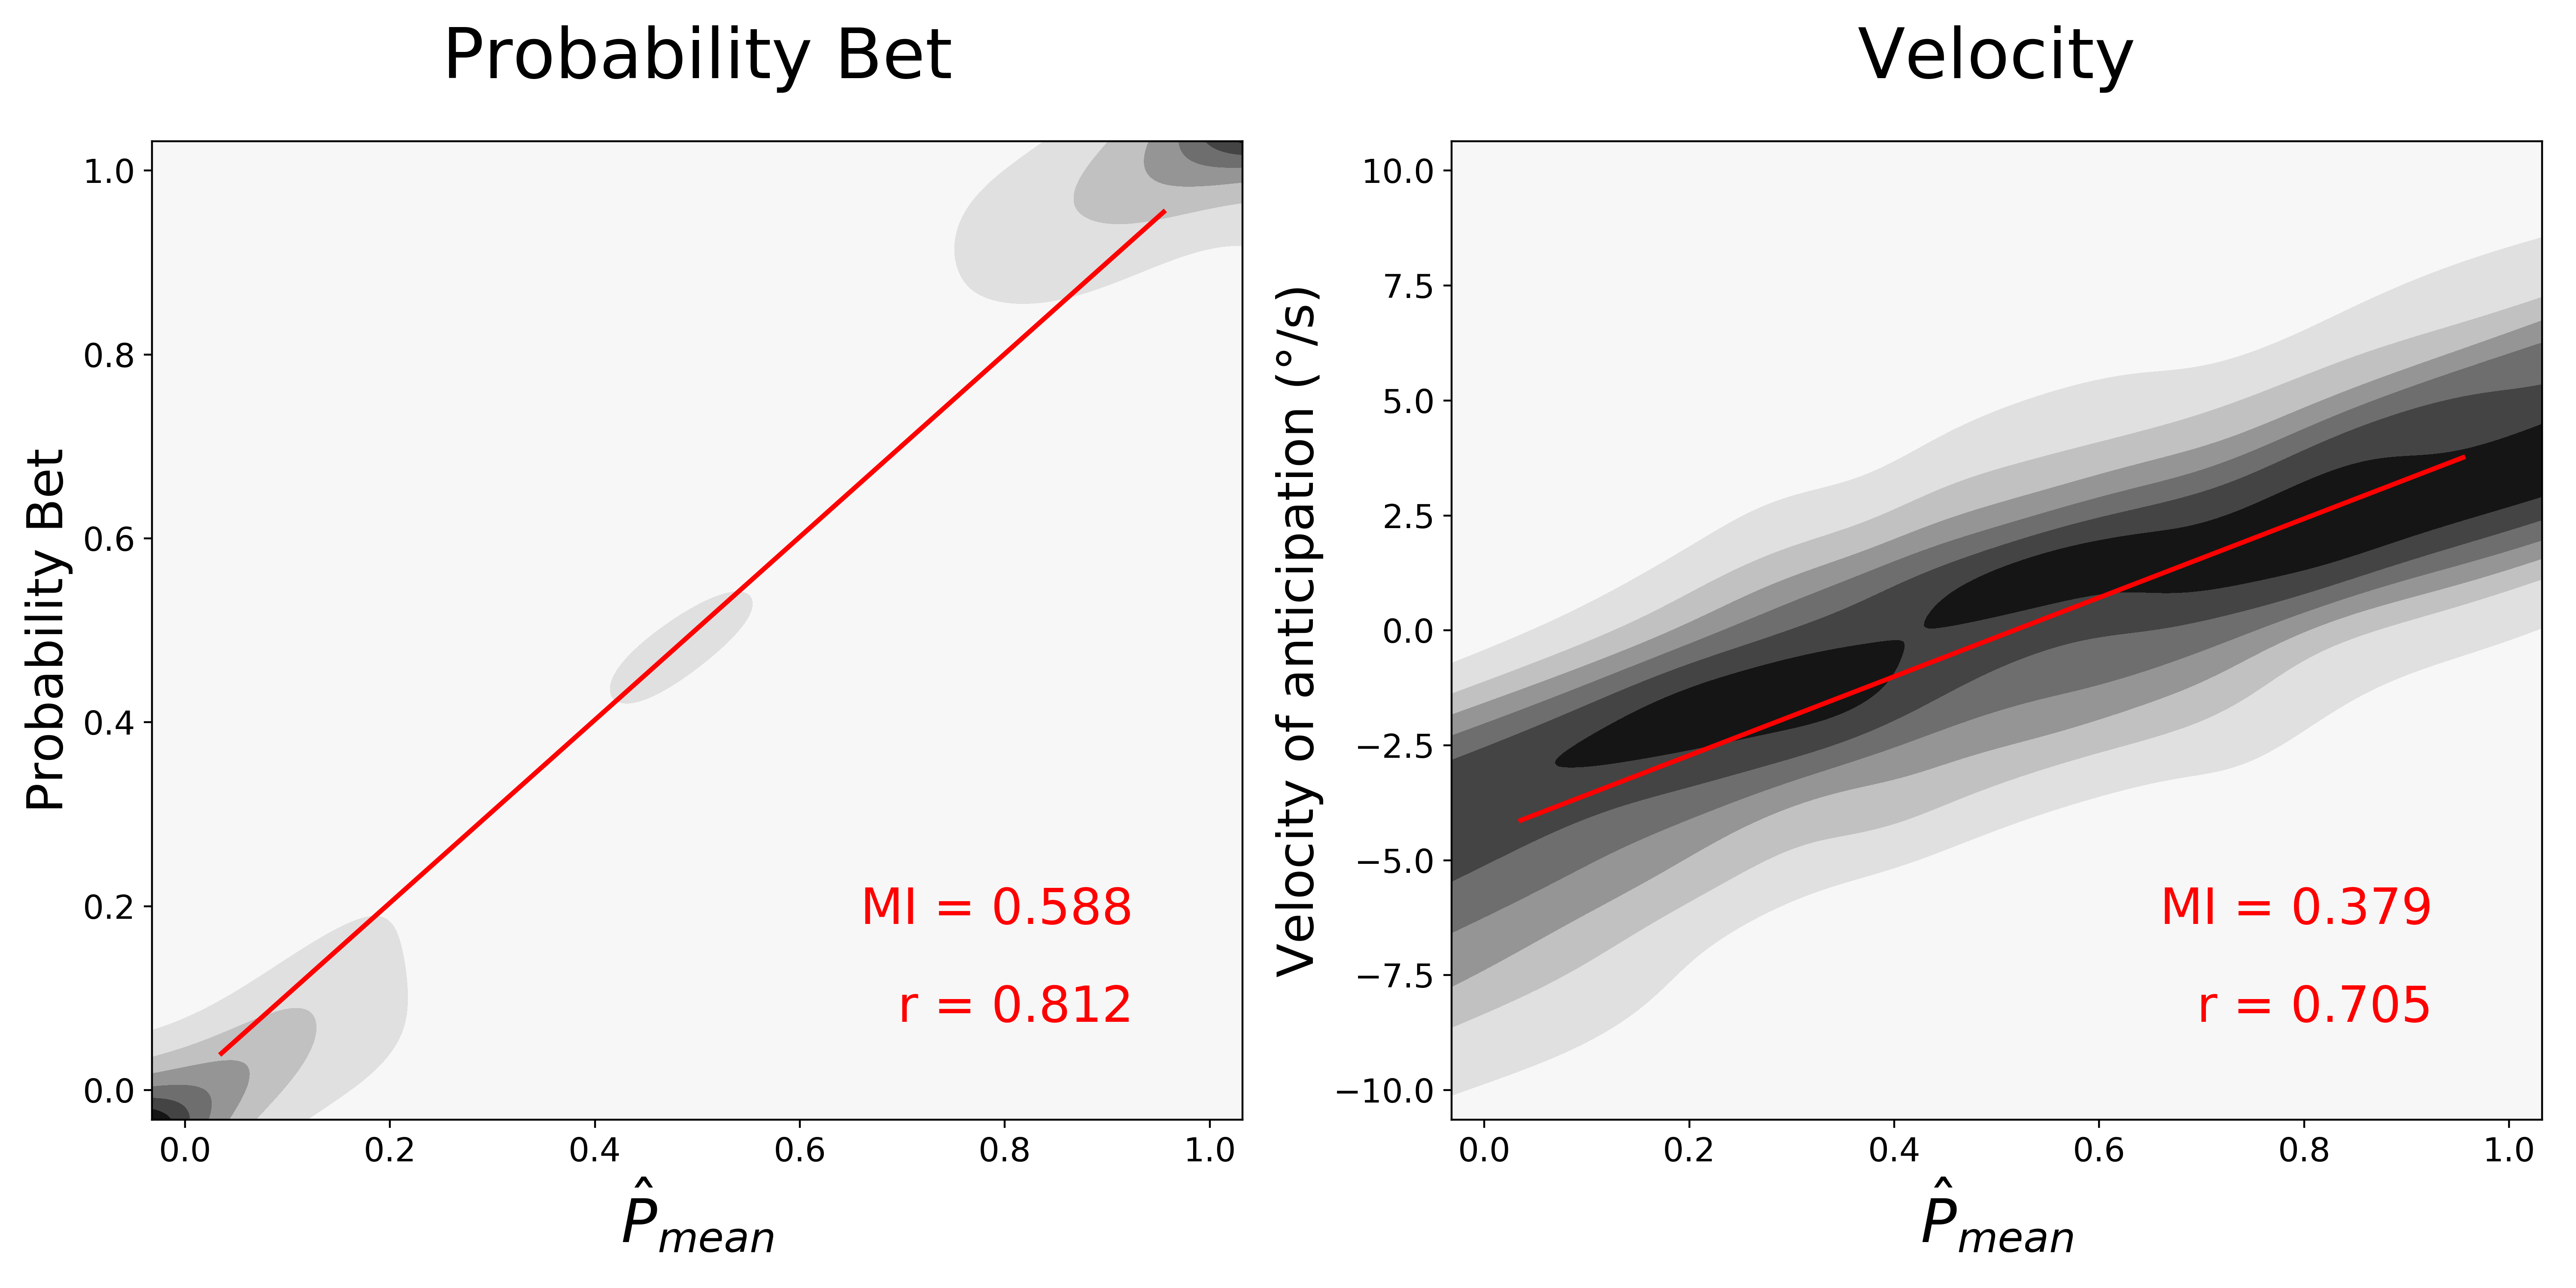 Probability Bet
Probability Bet
1.0
0.8
0.6
0.4
0.2
0.0
MI = 0.588
r = 0.812
0.0 0.2 0.4 0.6 0.8 1.0
P̂mean
Velocity
Velocity of anticipation (°/s)
10.0
7.5
5.0
2.5
0.0
−2.5
−5.0
−7.5
−10.0
MI = 0.379
r = 0.705
0.0 0.2 0.4 0.6 0.8 1.0
P̂mean